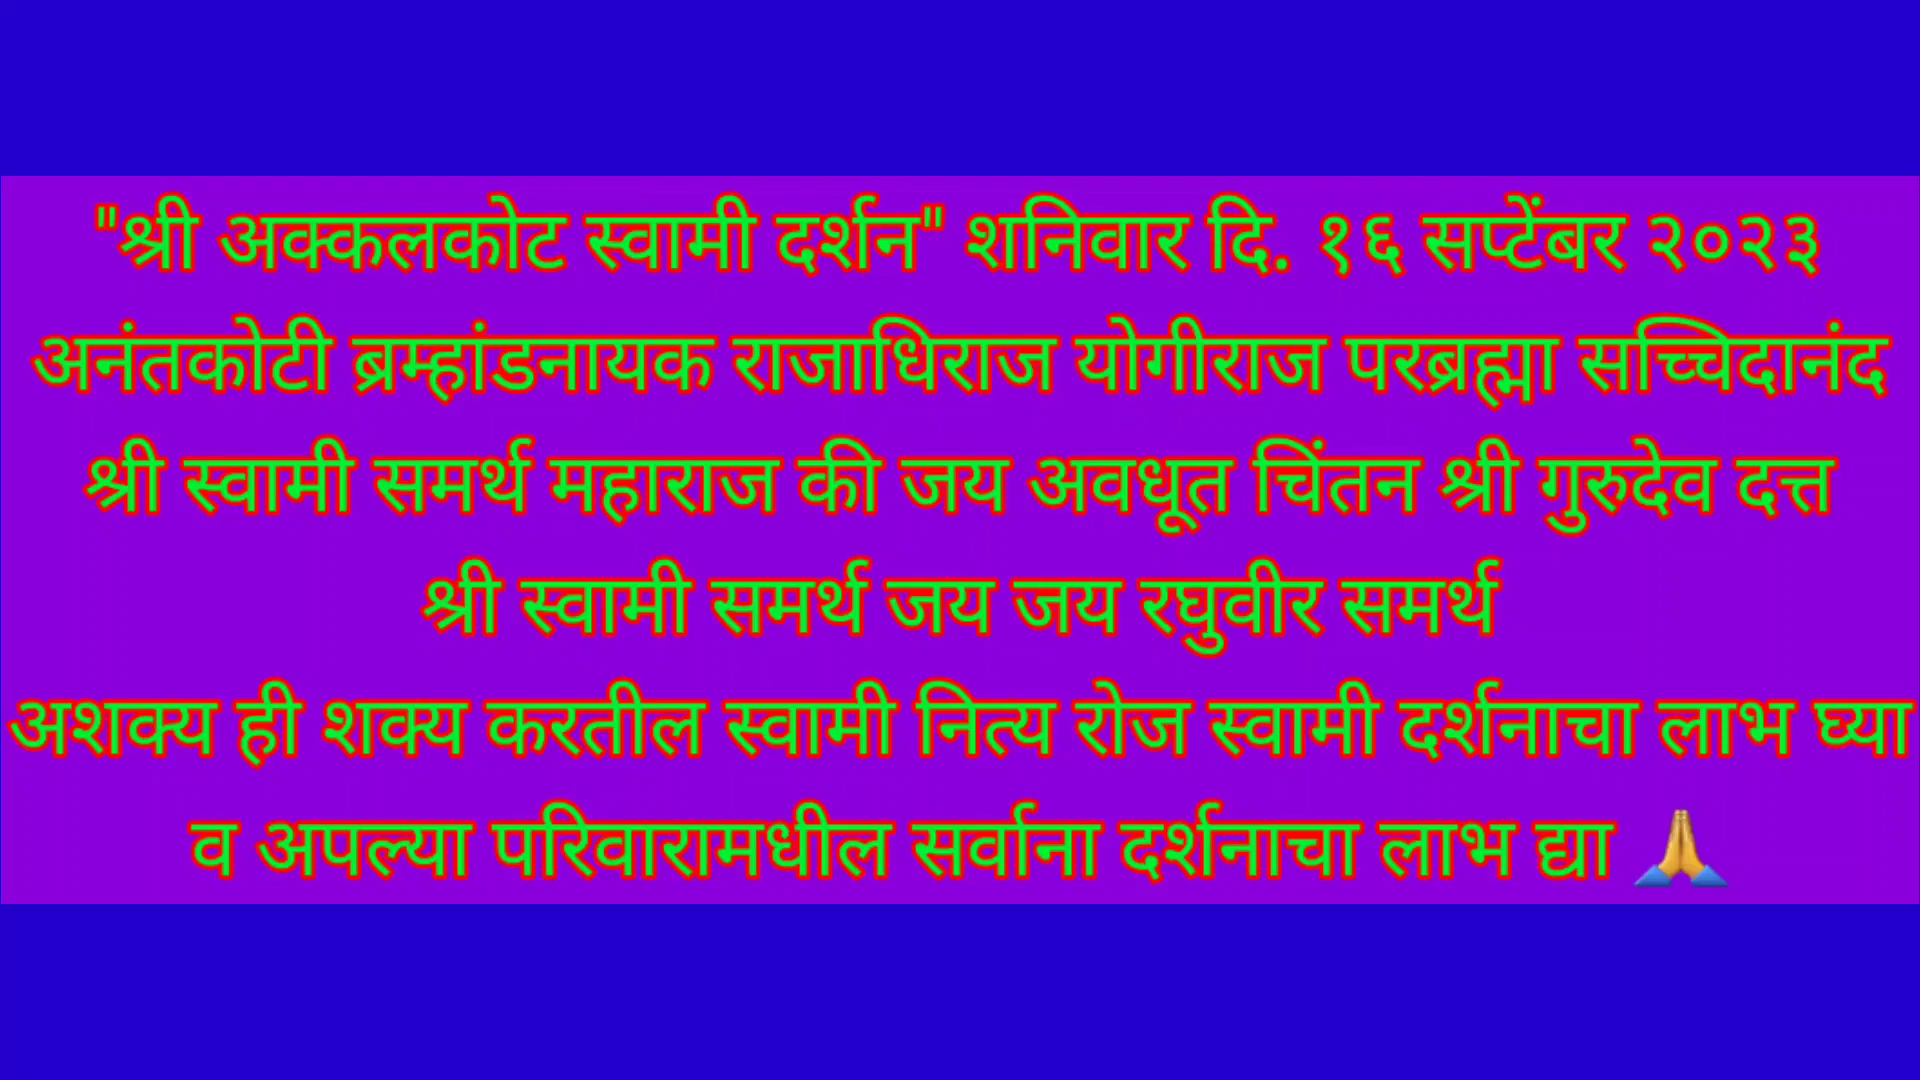 "श्री अक्कलकोट स्वामी दर्शन" शनिवार दि. १६ सप्टेंबर २०२३
अनंतकोटी ब्रम्हांडनायक राजाधिराज योगीराज परब्रह्मा सच्चिदानंद
श्री स्वामी समर्थ महाराज की जय अवधूत चिंतन श्री गुरुदेव दत्त
श्री स्वामी समर्थ जय जय रघुवीर समर्थ
अशक्य ही शक्य करतील स्वामी नित्य रोज स्वामी दर्शनाचा लाभ घ्या
व अपल्या परिवारामधील सर्वाना दर्शनाचा लाभ द्या 🙏